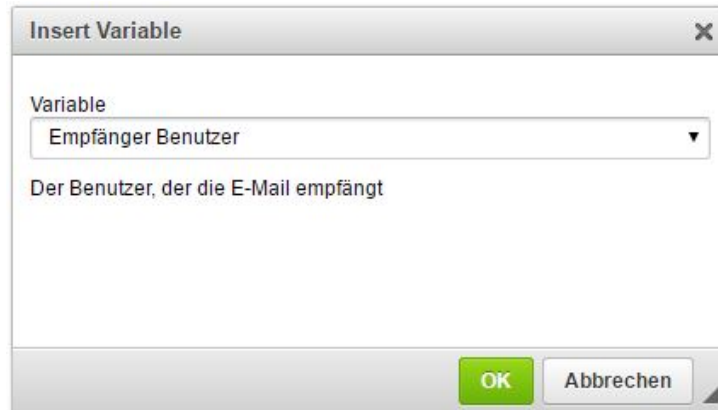 Insert Variable
Variable
Empfänger Benutzer
Der Benutzer, der die E-Mail empfängt
OK
Abbrechen